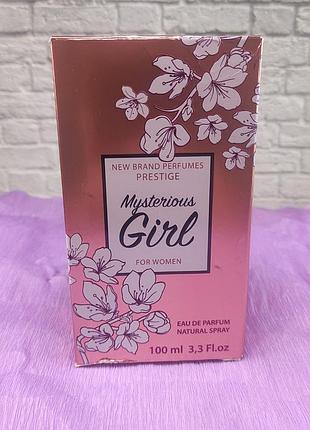 NEW BRAND PERFUMES
PRESTIGE
Mysterious
Girl
FOR WOMEN
EAU DE PARFUM
NATURAL SPRAY
100 ml 3,3 Fl.oz